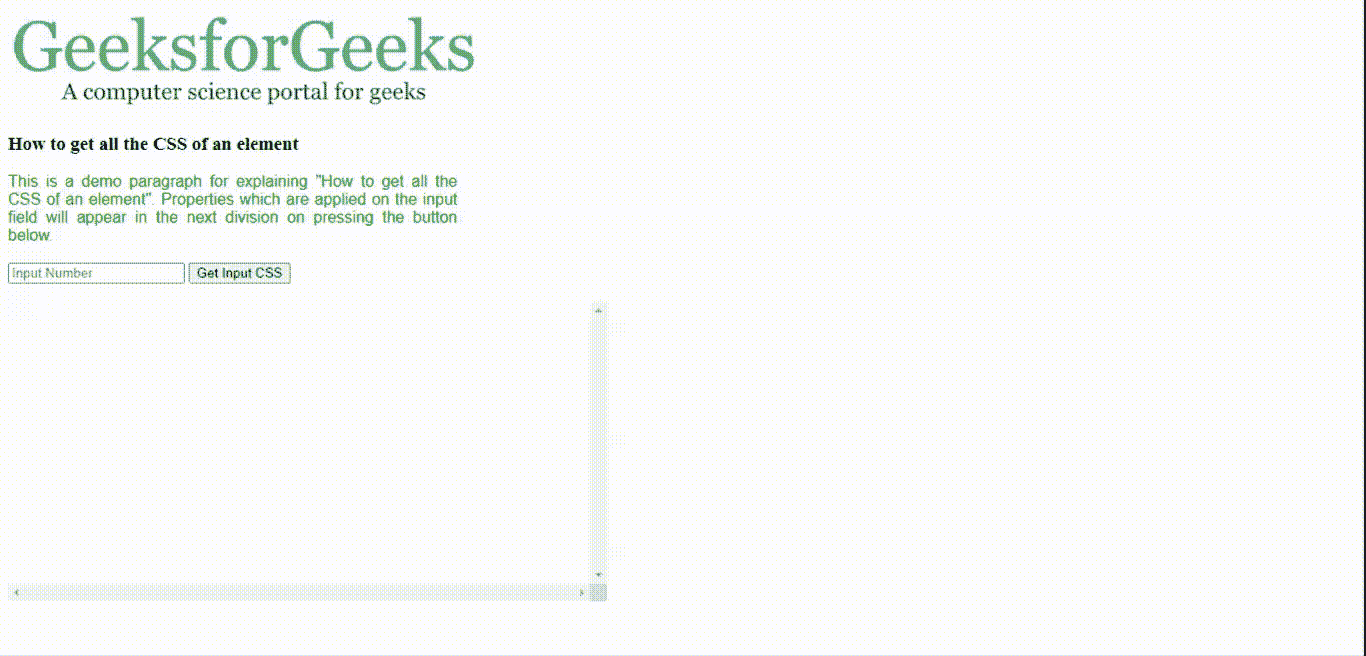 GeeksforGeeks
A computer science portal for geeks
How to get all the CSS of an element
This is a demo paragraph for explaining "How to get all the
CSS of an element". Properties which are applied on the input
field will appear in the next division on pressing the button
below.
Input Number Get Input CSS